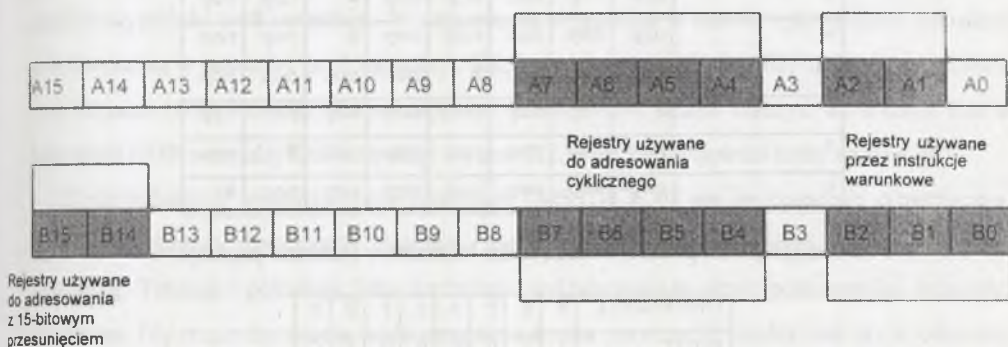 A15 A14 A13 A12 A11 A10 A9 A8 A7 A6 A5 A4 A3 A2 A1 A0
Rejestry używane
do adresowania
cyklicznego
Rejestry używane
przez instrukcje
warunkowe
B15 B14 B13 B12 B11 B10 B9 B8 B7 B6 B5 B4 B3 B2 B1 B0
Rejestry używane
do adresowania
z 15-bitowym
przesunięciem